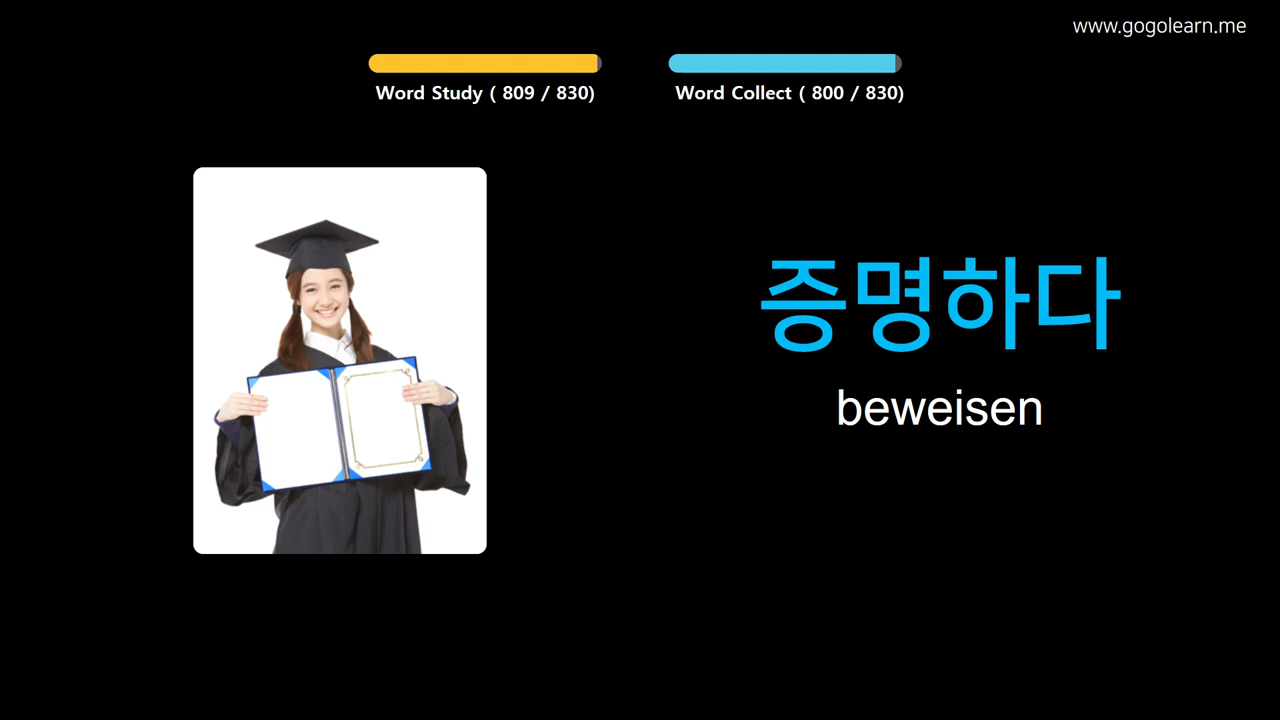 www.gogolearn.me
Word Study ( 809 / 830)
Word Collect ( 800 / 830)
증명하다
beweisen